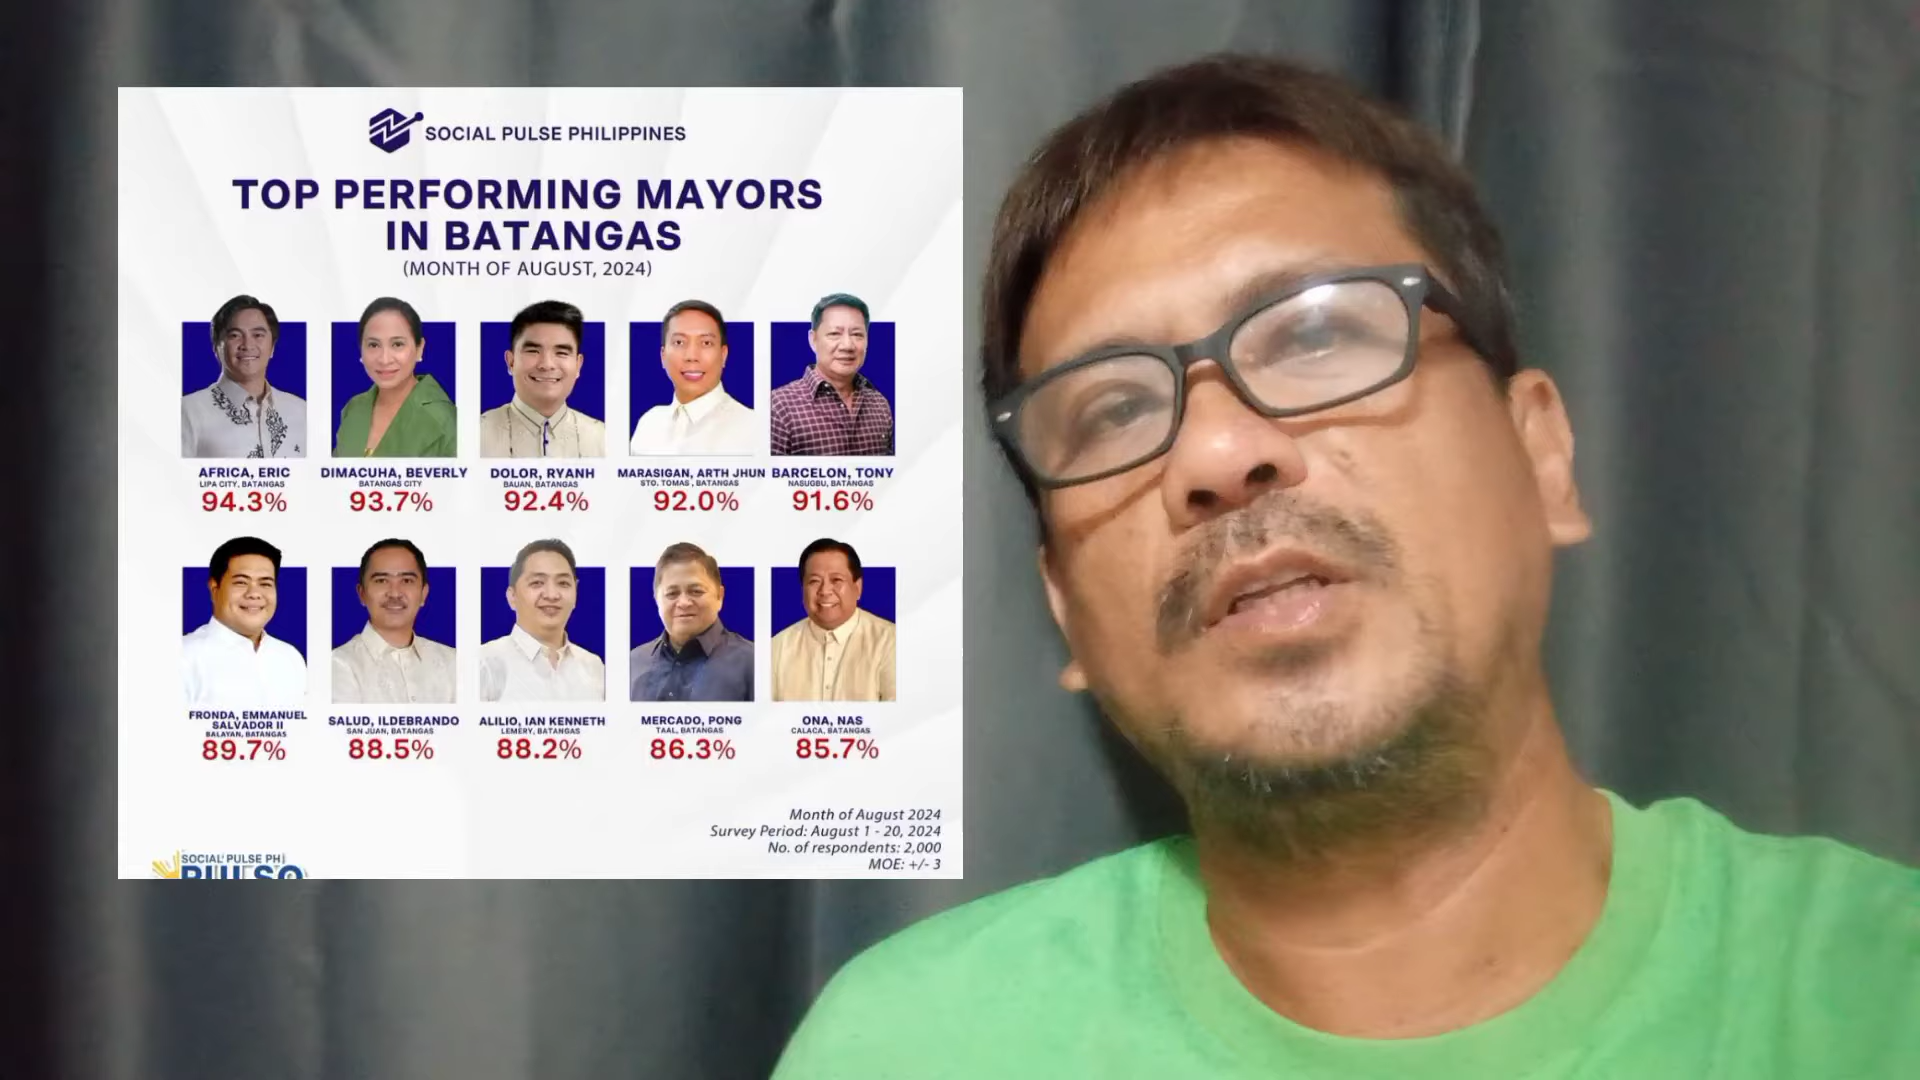 SOCIAL PULSE PHILIPPINES
TOP PERFORMING MAYORS
IN BATANGAS
(MONTH OF AUGUST, 2024)
AFRICA, ERIC
LIPA CITY, BATANGAS
94.3%
DIMACUHA, BEVERLY
BATANGAS CITY
93.7%
DOLOR, RYANH
BAUAN, BATANGAS
92.4%
MARASIGAN, ARTH JHUN
STO. TOMAS, BATANGAS
92.0%
BARCELON, TONY
NASUGBU, BATANGAS
91.6%
FRONDA, EMMANUEL
SALVADOR II
BALAYAN, BATANGAS
89.7%
SALUD, ILDEBRANDO
SAN JUAN, BATANGAS
88.5%
ALILIO, IAN KENNETH
LEMERY, BATANGAS
88.2%
MERCADO, PONG
TAAL, BATANGAS
86.3%
ONA, NAS
CALACA, BATANGAS
85.7%
Month of August 2024
Survey Period: August 1 - 20, 2024
No. of respondents: 2,000
MOE: +/- 3
SOCIAL PULSE PH
PULSO